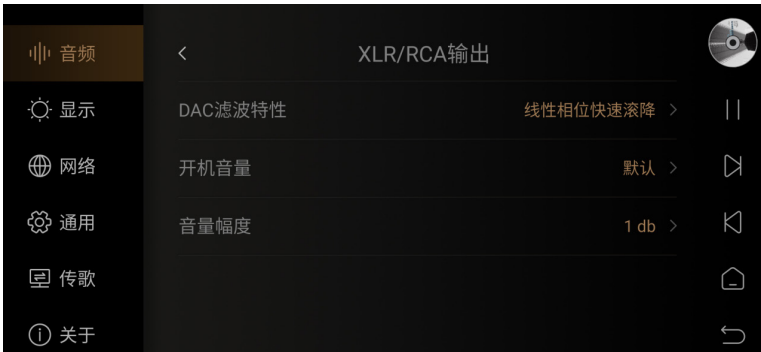 音频
显示
网络
通用
传歌
关于
XLR/RCA输出
DAC滤波特性 线性相位快速滚降
开机音量 默认
音量幅度 1 db